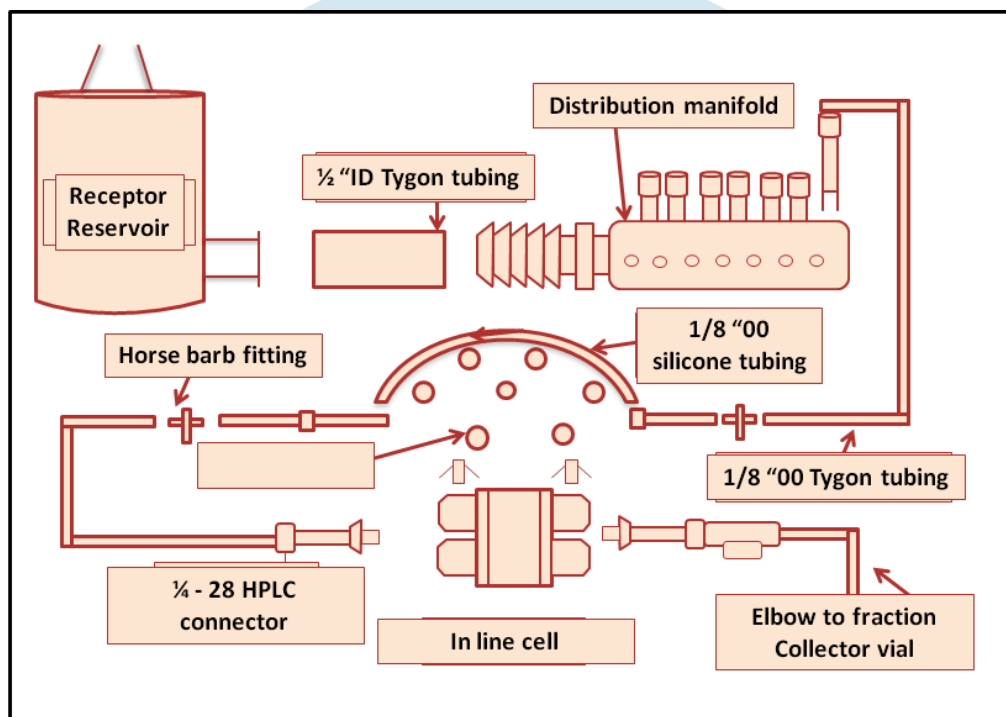 Distribution manifold
½ “ID Tygon tubing
Receptor
Reservoir
1/8 “00
silicone tubing
Horse barb fitting
1/8 “00 Tygon tubing
¼ - 28 HPLC
connector
In line cell
Elbow to fraction
Collector vial